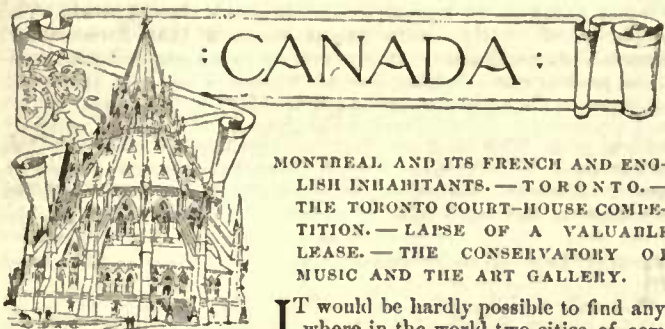 : CANADA :
MONTREAL AND ITS FRENCH AND ENG-
LISH INHABITANTS. — TORONTO. —
THE TORONTO COURT-HOUSE COMPE-
TITION. — LAPSE OF A VALUABLE
LEASE. — THE CONSERVATORY OF
MUSIC AND THE ART GALLERY.
IT would be hardly possible to find any-
where in the world two cities of